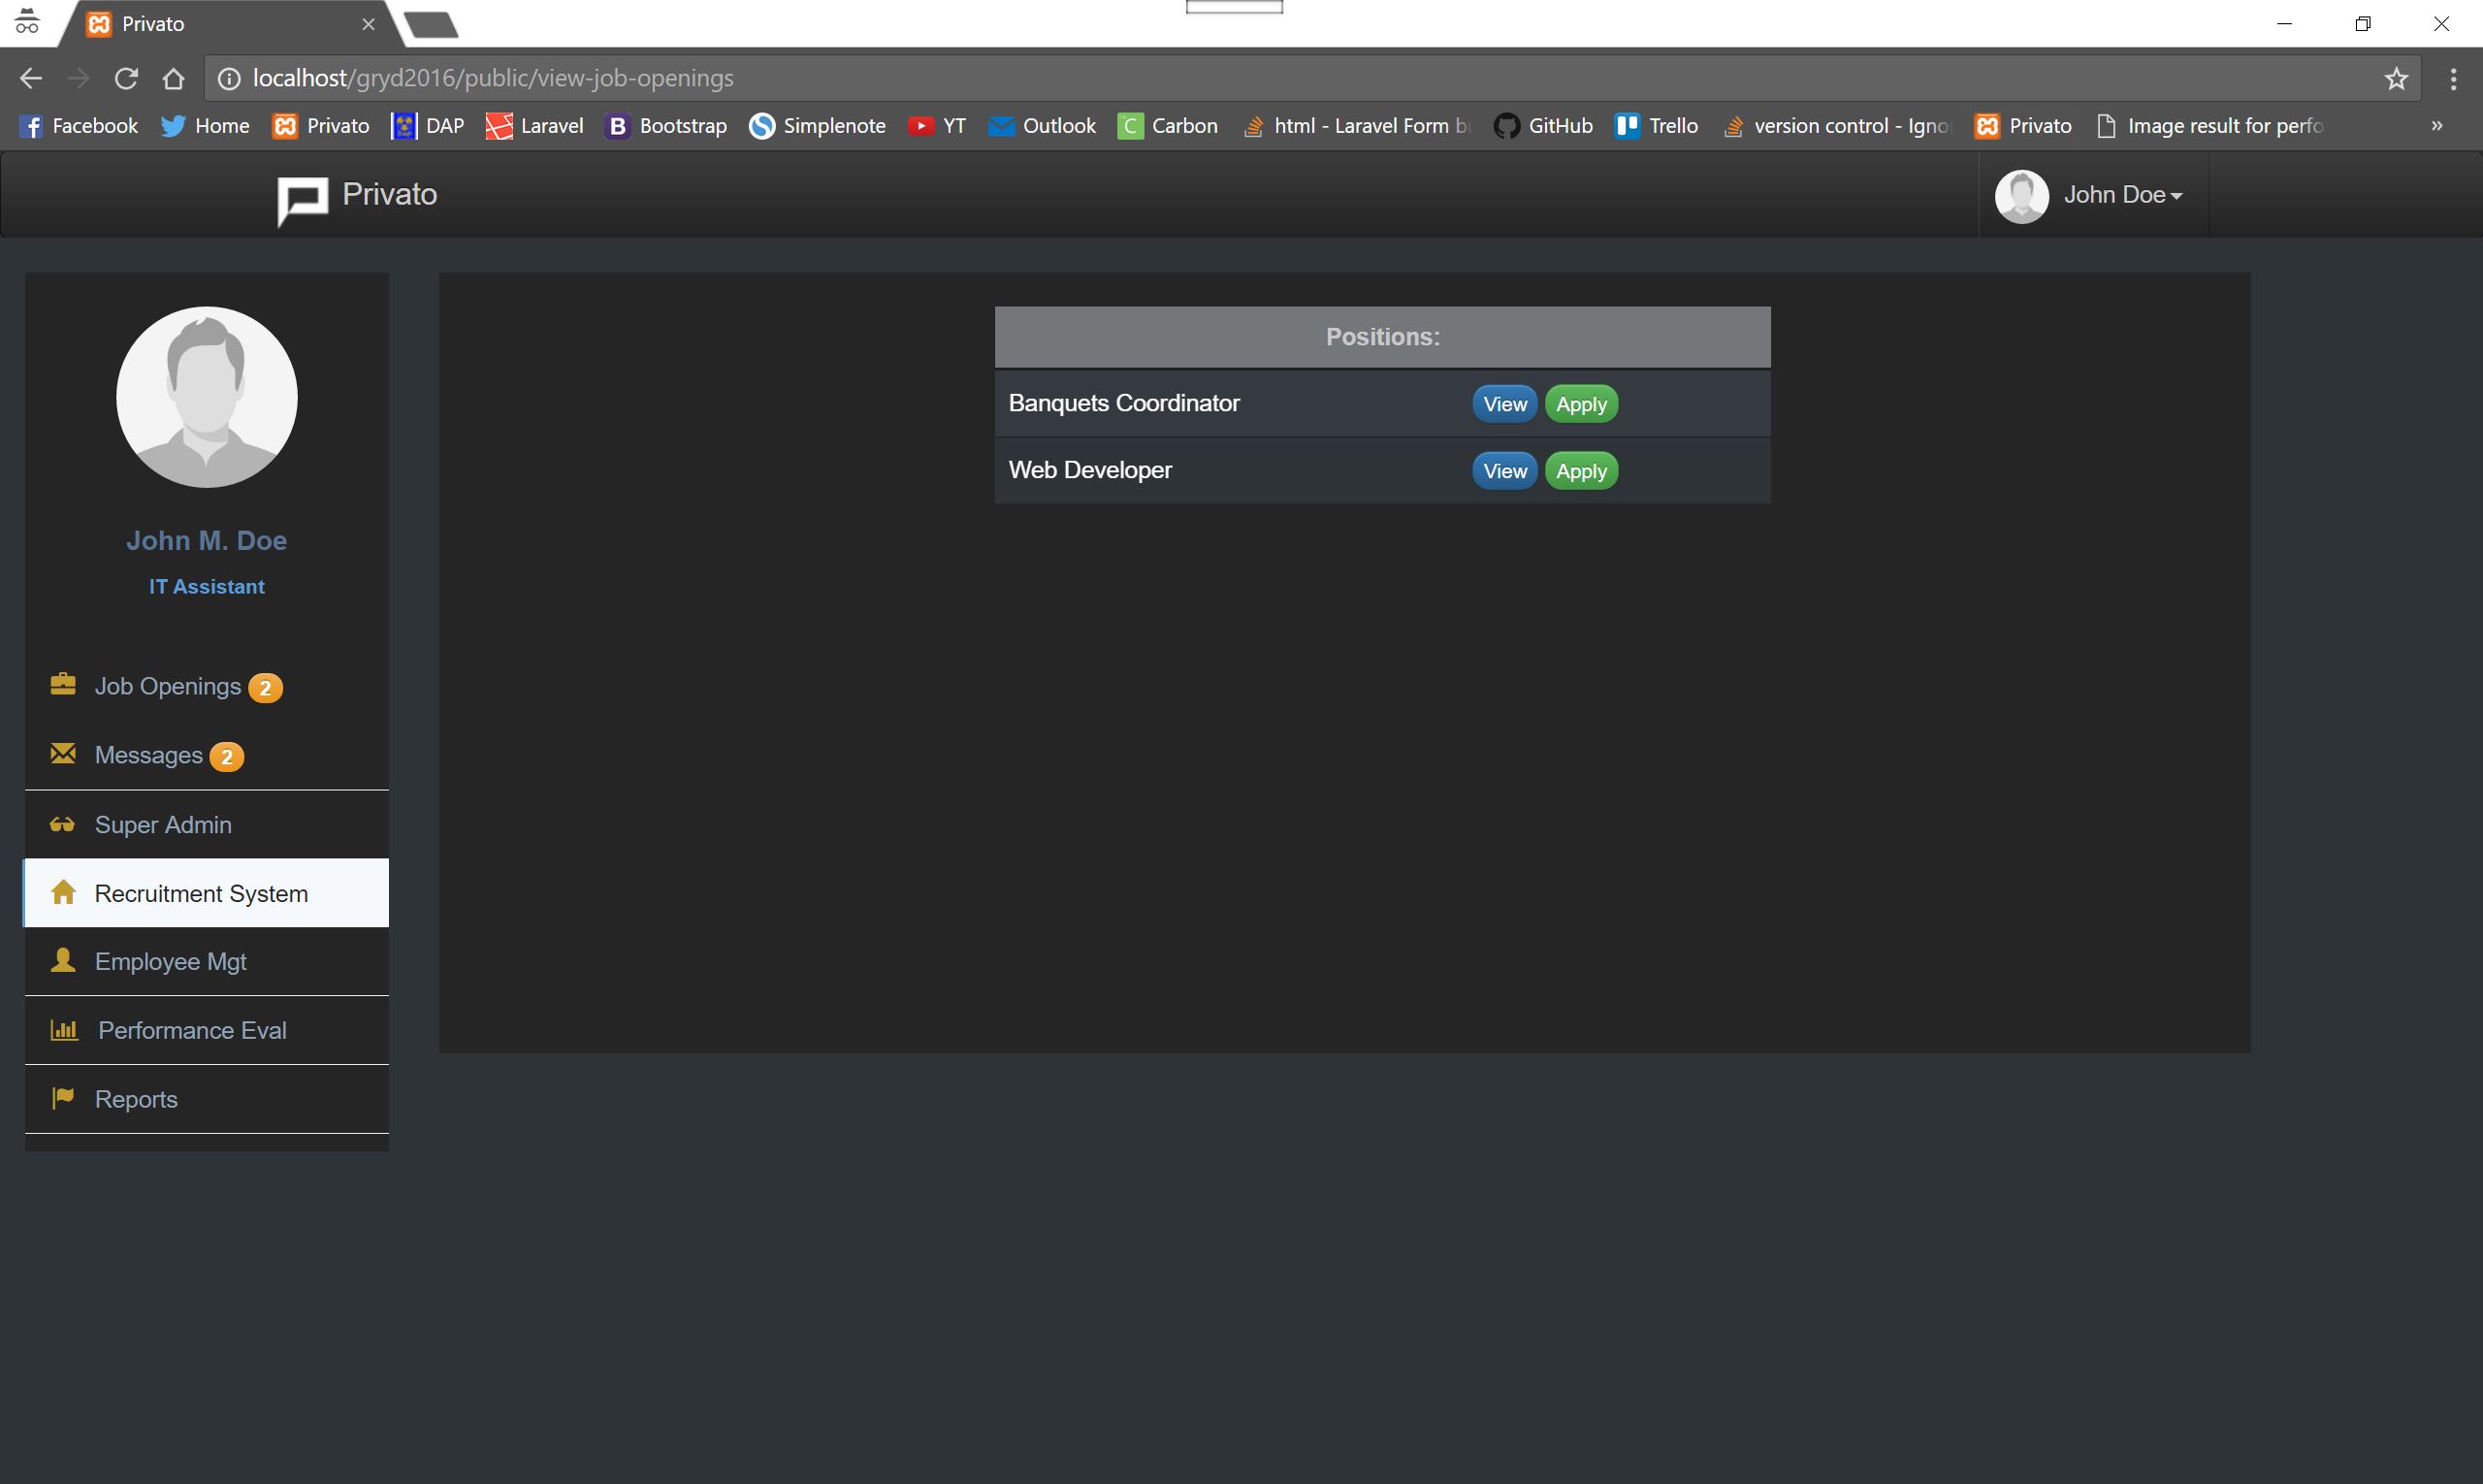 Privato
localhost/gryd2016/public/view-job-openings
Facebook Home Privato DAP Laravel Bootstrap Simplenote YT Outlook Carbon html - Laravel Form GitHub Trello version control - Privato Image result for »
Privato
John Doe
Positions:
Banquets Coordinator View Apply
Web Developer View Apply
John M. Doe
IT Assistant
Job Openings 2
Messages 2
Super Admin
Recruitment System
Employee Mgt
Performance Eval
Reports